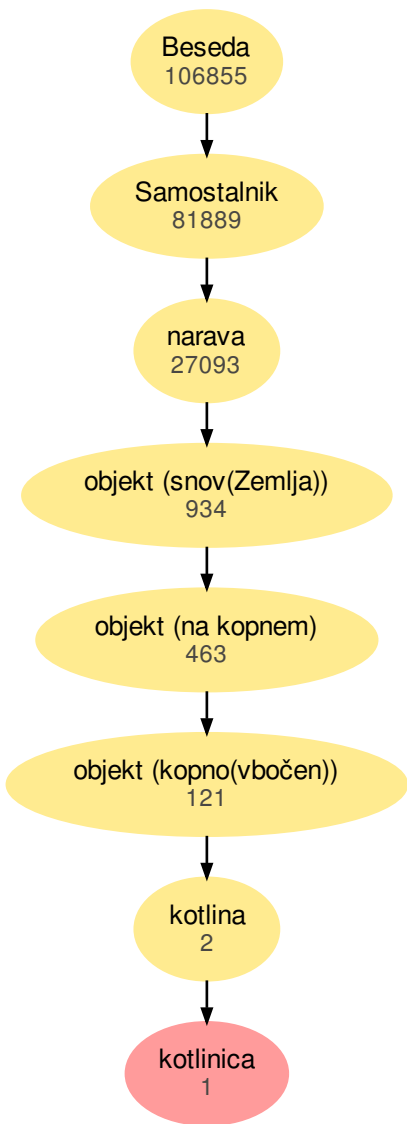 Beseda
106855
Samostalnik
81889
narava
27093
objekt (snov(Zemlja))
934
objekt (na kopnem)
463
objekt (kopno(vbočen))
121
kotlina
2
kotlinica
1